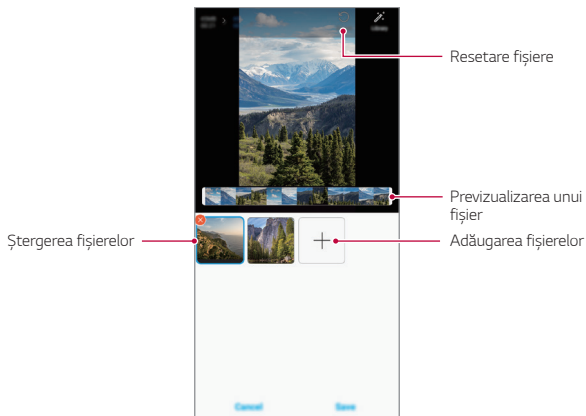 Resetare fișiere
Previzualizarea unui
fișier
Ștergerea fișierelor
Adăugarea fișierelor
Cancel
Save